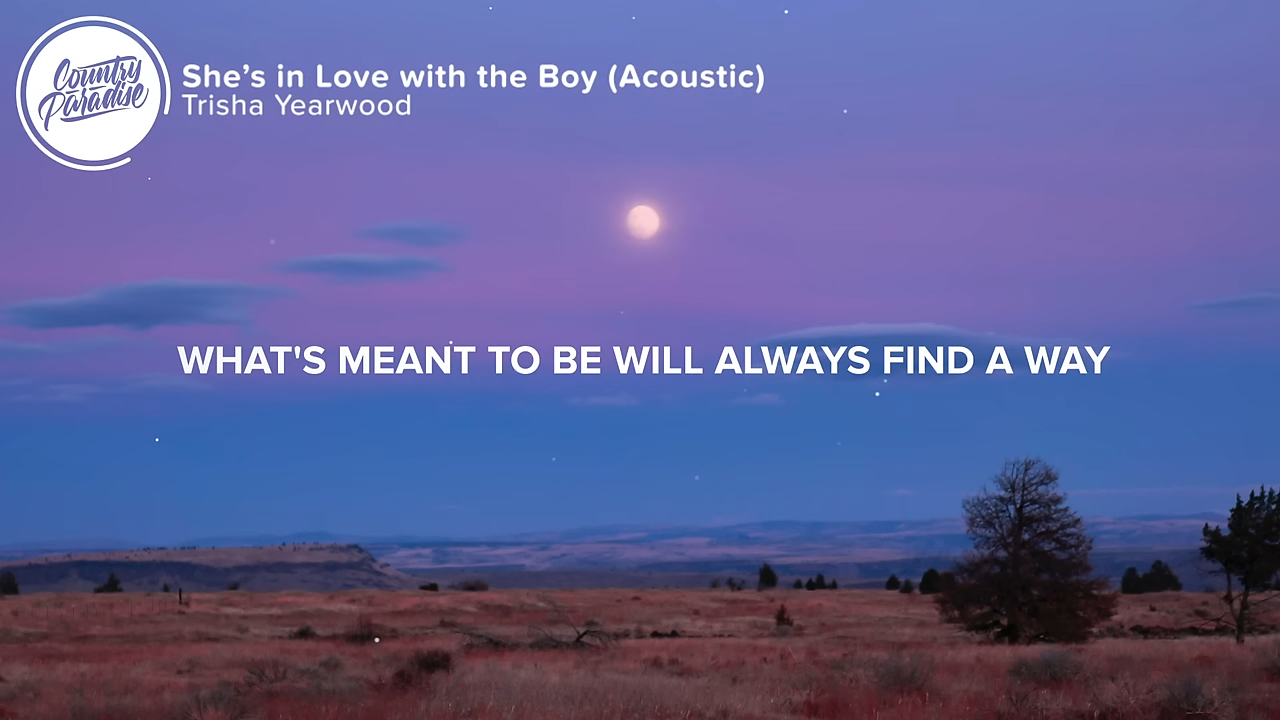 Country
Paradise
She’s in Love with the Boy (Acoustic)
Trisha Yearwood
WHAT'S MEANT TO BE WILL ALWAYS FIND A WAY